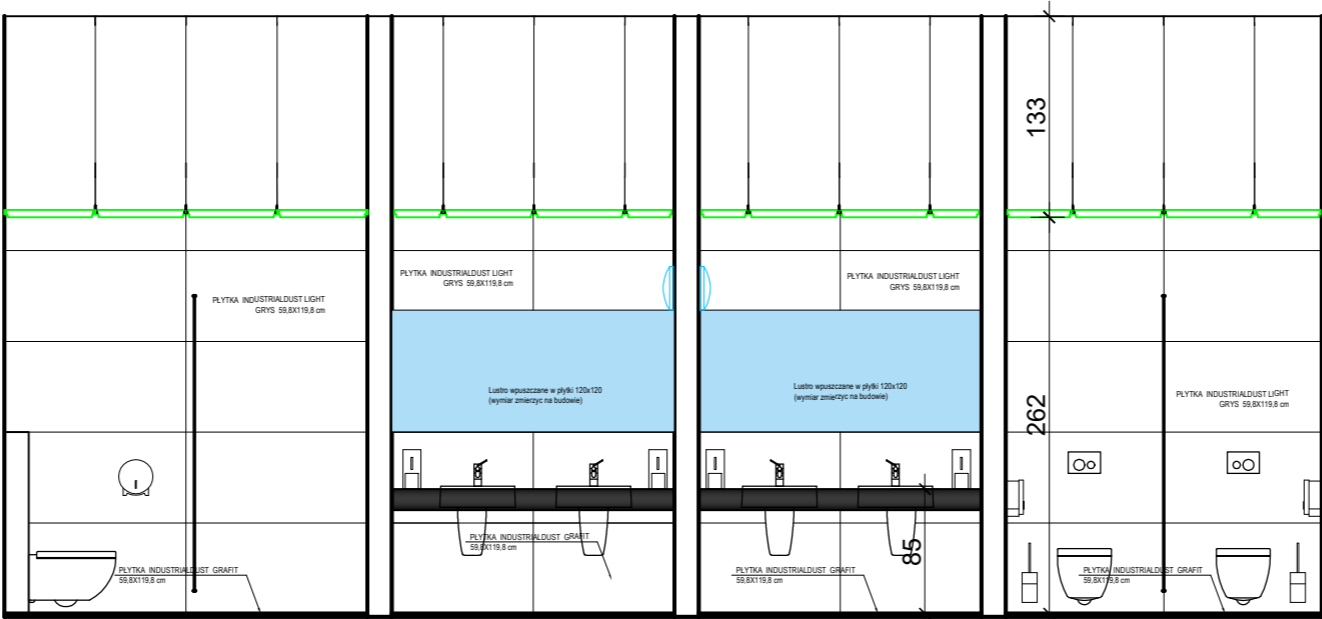 PŁYTKA INDUSTRIALDUST LIGHT
GRYS 59,8X119,8 cm
PŁYTKA INDUSTRIALDUST GRAFIT
59,8X119,8 cm
PŁYTKA INDUSTRIALDUST LIGHT
GRYS 59,8X119,8 cm
Lustro wpuszczane w płytki 120x120
(wymiar zmierzyc na budowie)
PŁYTKA INDUSTRIALDUST GRAFIT
59,8X119,8 cm
PŁYTKA INDUSTRIALDUST LIGHT
GRYS 59,8X119,8 cm
Lustro wpuszczane w płytki 120x120
(wymiar zmierzyc na budowie)
85
PŁYTKA INDUSTRIALDUST GRAFIT
59,8X119,8 cm
133
262
PŁYTKA INDUSTRIALDUST LIGHT
GRYS 59,8X119,8 cm
PŁYTKA INDUSTRIALDUST GRAFIT
59,8X119,8 cm